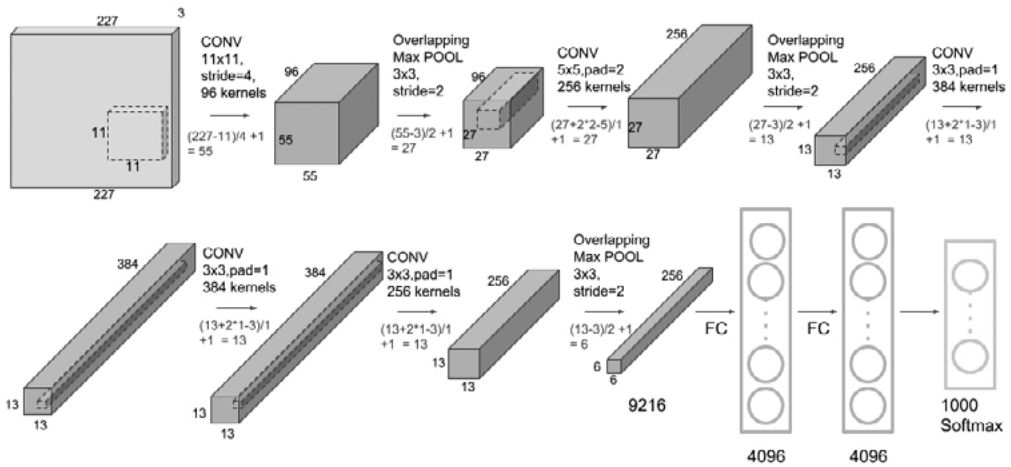 227
3
11
11
227
CONV
11x11,
stride=4,
96 kernels
(227-11)/4 +1
= 55
96
55
55
Overlapping
Max POOL
3x3,
stride=2
(55-3)/2 +1
= 27
96
27
27
CONV
5x5,pad=2
256 kernels
(27+2*2-5)/1
+1 = 27
256
27
27
Overlapping
Max POOL
3x3,
stride=2
(27-3)/2 +1
= 13
256
13
13
CONV
3x3,pad=1
384 kernels
(13+2*1-3)/1
+1 = 13
384
13
13
CONV
3x3,pad=1
384 kernels
(13+2*1-3)/1
+1 = 13
384
13
13
CONV
3x3,pad=1
256 kernels
(13+2*1-3)/1
+1 = 13
256
13
13
Overlapping
Max POOL
3x3,
stride=2
(13-3)/2 +1
= 6
256
6
6
9216
FC
4096
FC
4096
1000
Softmax